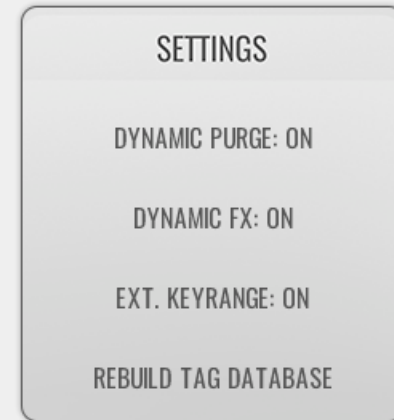 SETTINGS
DYNAMIC PURGE: ON
DYNAMIC FX: ON
EXT. KEYRANGE: ON
REBUILD TAG DATABASE